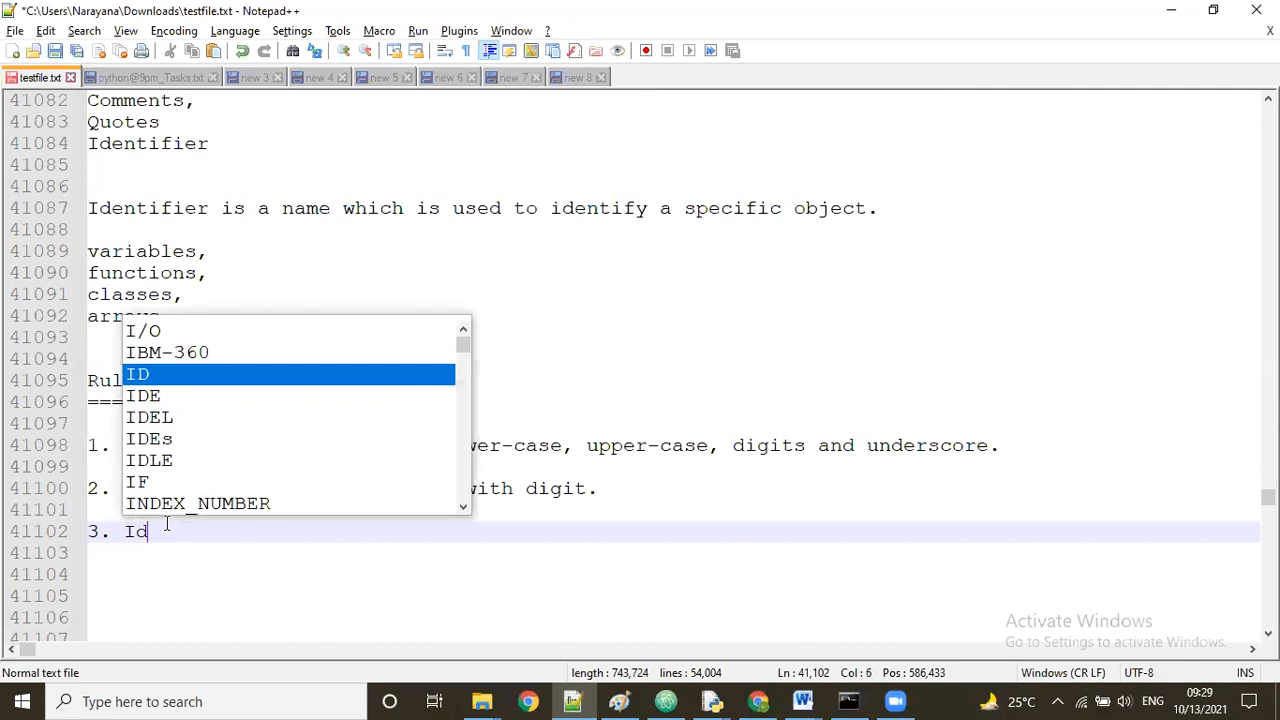 *C:\Users\Narayana\Downloads\testfile.txt - Notepad++
File Edit Search View Encoding Language Settings Tools Macro Run Plugins Window ? X
testfile.txt python@9pm_Tasks.txt new 3 new 4 new 5 new 6 new 7 new 8
41082 Comments,
41083 Quotes
41084 Identifier
41085
41086
41087 Identifier is a name which is used to identify a specific object.
41088
41089 variables,
41090 functions,
41091 classes,
41092 arrays
41093
41094
41095 Rul
41096 ===
41097
41098 1. wer-case, upper-case, digits and underscore.
41099
41100 2. with digit.
41101
41102 3. Id
41103
41104
41105
41106
41107
I/O
IBM-360
ID
IDE
IDEL
IDEs
IDLE
IF
INDEX_NUMBER
Activate Windows
Go to Settings to activate Windows.
Normal text file length : 743,724 lines : 54,004 Ln : 41,102 Col : 6 Pos : 586,433 Windows (CR LF) UTF-8 INS
Type here to search 25°C ENG 09:29
10/13/2021